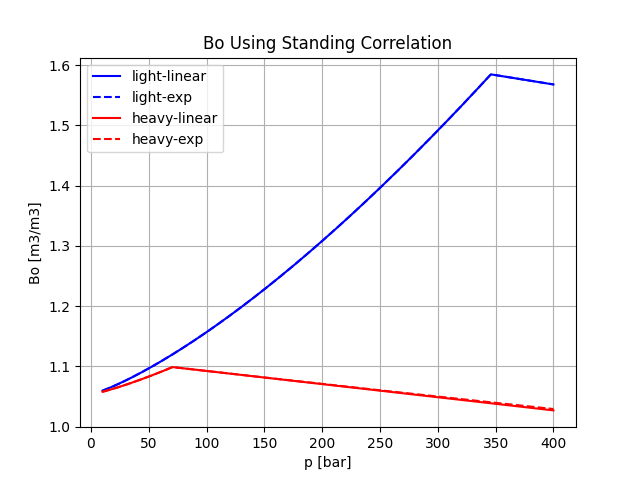 Bo Using Standing Correlation
light-linear
light-exp
heavy-linear
heavy-exp
Bo [m3/m3]
1.6
1.5
1.4
1.3
1.2
1.1
1.0
0 50 100 150 200 250 300 350 400
p [bar]